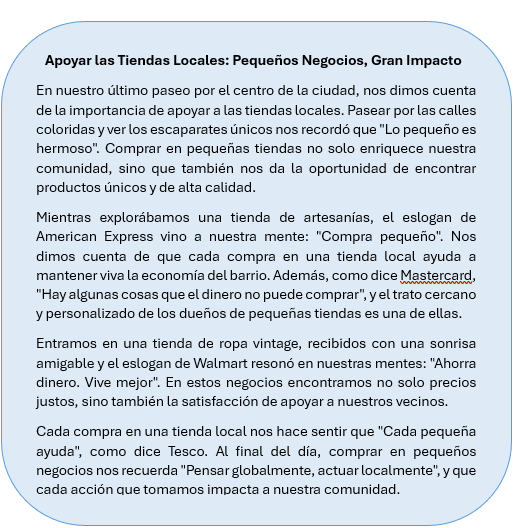 Apoyar las Tiendas Locales: Pequeños Negocios, Gran Impacto
En nuestro último paseo por el centro de la ciudad, nos dimos cuenta
de la importancia de apoyar a las tiendas locales. Pasear por las calles
coloridas y ver los escaparates únicos nos recordó que "Lo pequeño es
hermoso". Comprar en pequeñas tiendas no solo enriquece nuestra
comunidad, sino que también nos da la oportunidad de encontrar
productos únicos y de alta calidad.
Mientras explorábamos una tienda de artesanías, el eslogan de
American Express vino a nuestra mente: "Compra pequeño". Nos
dimos cuenta de que cada compra en una tienda local ayuda a
mantener viva la economía del barrio. Además, como dice Mastercard,
"Hay algunas cosas que el dinero no puede comprar", y el trato cercano
y personalizado de los dueños de pequeñas tiendas es una de ellas.
Entramos en una tienda de ropa vintage, recibidos con una sonrisa
amigable y el eslogan de Walmart resonó en nuestras mentes: "Ahorra
dinero. Vive mejor". En estos negocios encontramos no solo precios
justos, sino también la satisfacción de apoyar a nuestros vecinos.
Cada compra en una tienda local nos hace sentir que "Cada pequeña
ayuda", como dice Tesco. Al final del día, comprar en pequeños
negocios nos recuerda "Pensar globalmente, actuar localmente", y que
cada acción que tomamos impacta a nuestra comunidad.